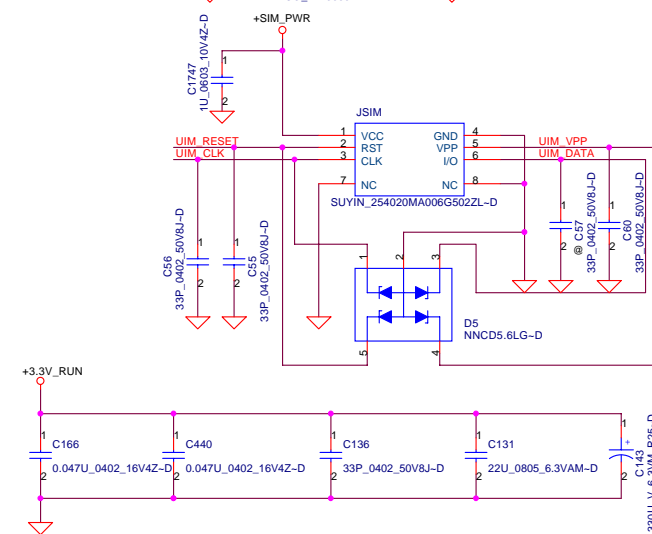 +SIM_PWR
C1747
1U_0603_10V4Z~D
1
2
JSIM
1 VCC GND 4
UIM_RESET 2 RST VPP 5 UIM_VPP
UIM_CLK 3 CLK I/O 6 UIM_DATA
7 NC NC 8
SUYIN_254020MA006G502ZL~D
C56
33P_0402_50V8J~D
1
2
C55
33P_0402_50V8J~D
1
2
@ C57
33P_0402_50V8J~D
1
2
C60
33P_0402_50V8J~D
1
2
1 2 3
D5
NNCD5.6LG~D
5 4
+3.3V_RUN
1
C166
0.047U_0402_16V4Z~D
2
1
C440
0.047U_0402_16V4Z~D
2
1
C136
33P_0402_50V8J~D
2
1
C131
22U_0805_6.3VAM~D
2
1
+
2
C143